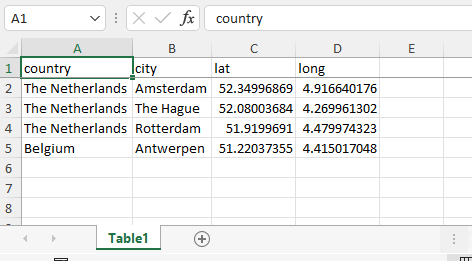 A1 fx country
A B C D E
1 country city lat long
2 The Netherlands Amsterdam 52.34996869 4.916640176
3 The Netherlands The Hague 52.08003684 4.269961302
4 The Netherlands Rotterdam 51.9199691 4.479974323
5 Belgium Antwerpen 51.22037355 4.415017048
6
7
8
Table1